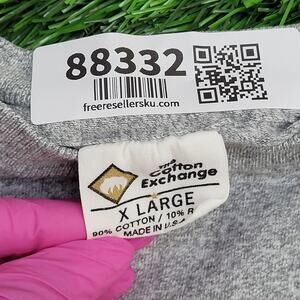 88332
freeresellersku.com
The
Cotton
Exchange
X LARGE
90% COTTON / 10% R
MADE IN U.S.A